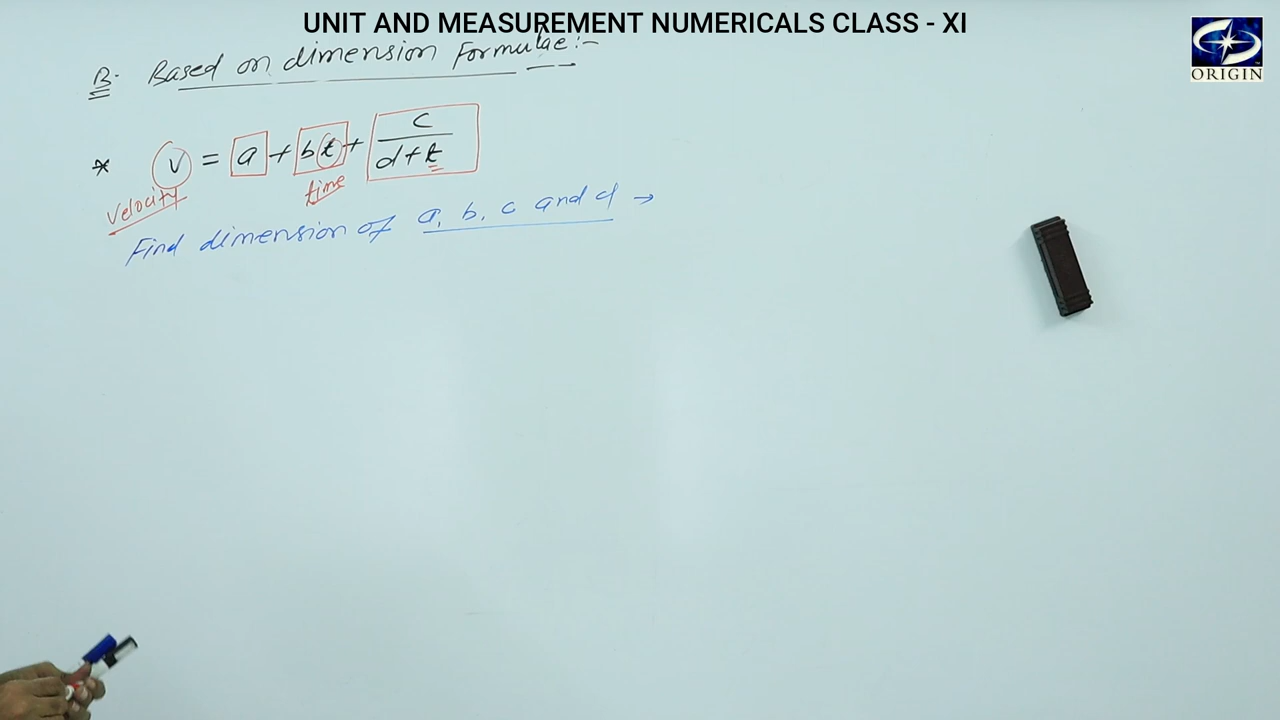 UNIT AND MEASUREMENT NUMERICALS CLASS - XI
ORIGIN
B. Based on dimension Formulae:-
* v = a + bt + c/(d+t)
Velocity
time
Find dimension of a, b, c and d →